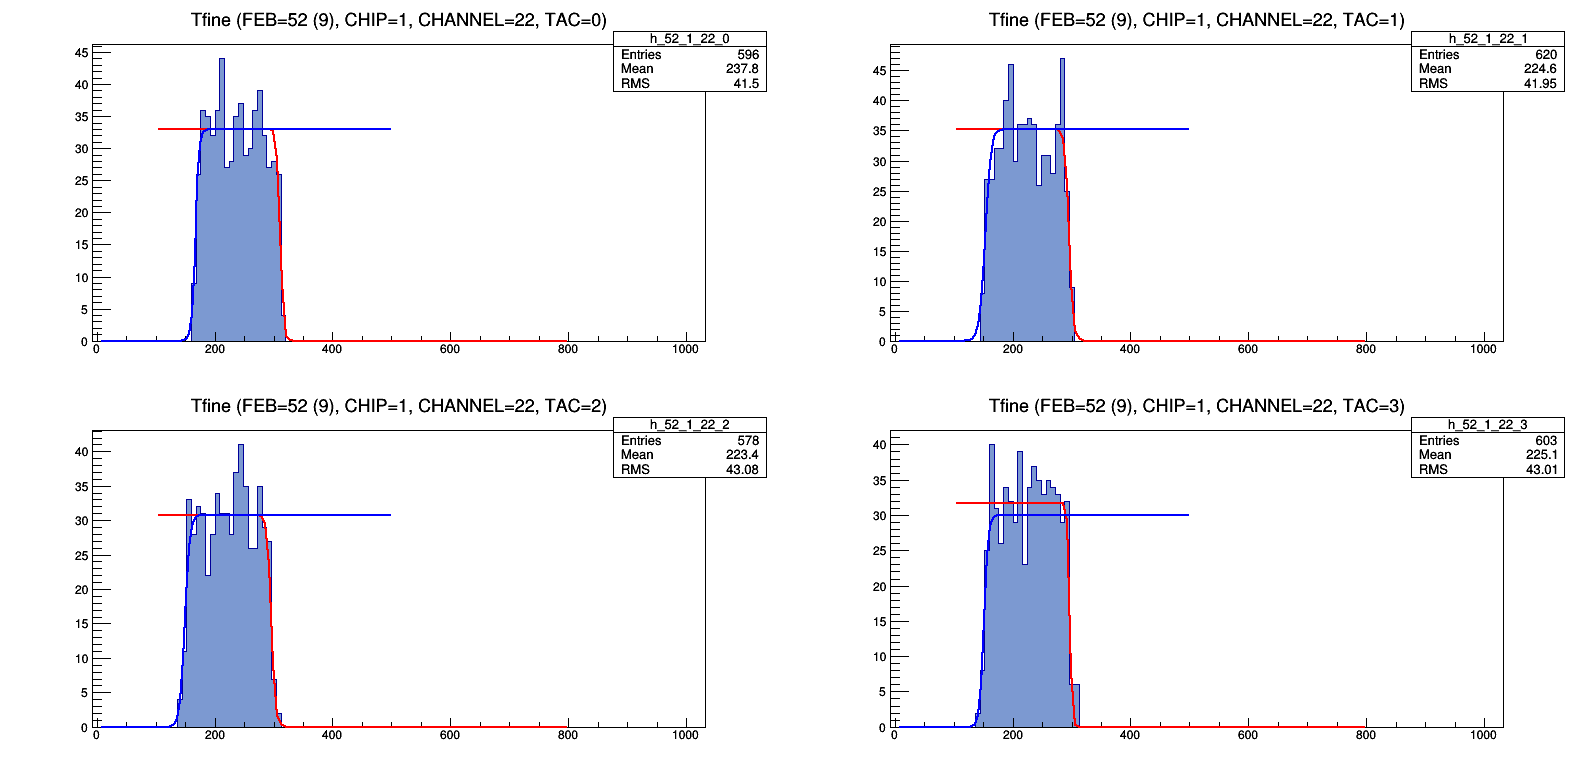 Tfine (FEB=52 (9), CHIP=1, CHANNEL=22, TAC=0)
h_52_1_22_0
Entries 596
Mean 237.8
RMS 41.5
45
40
35
30
25
20
15
10
5
0
0 200 400 600 800 1000
Tfine (FEB=52 (9), CHIP=1, CHANNEL=22, TAC=1)
h_52_1_22_1
Entries 620
Mean 224.6
RMS 41.95
45
40
35
30
25
20
15
10
5
0
0 200 400 600 800 1000
Tfine (FEB=52 (9), CHIP=1, CHANNEL=22, TAC=2)
h_52_1_22_2
Entries 578
Mean 223.4
RMS 43.08
40
35
30
25
20
15
10
5
0
0 200 400 600 800 1000
Tfine (FEB=52 (9), CHIP=1, CHANNEL=22, TAC=3)
h_52_1_22_3
Entries 603
Mean 225.1
RMS 43.01
40
35
30
25
20
15
10
5
0
0 200 400 600 800 1000